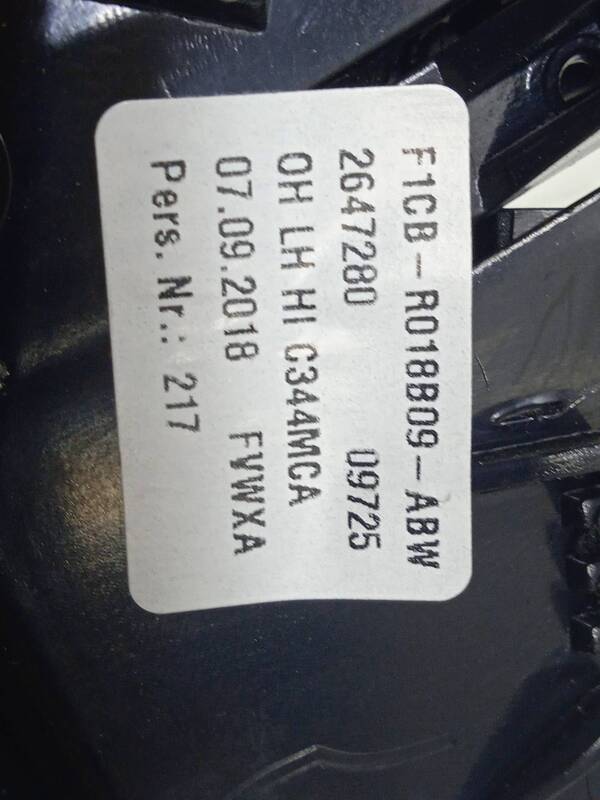 F1CB-R018B09-ABW
2647280 09725
OH LH HI C344MCA
07.09.2018 FVWXA
Pers. Nr.: 217